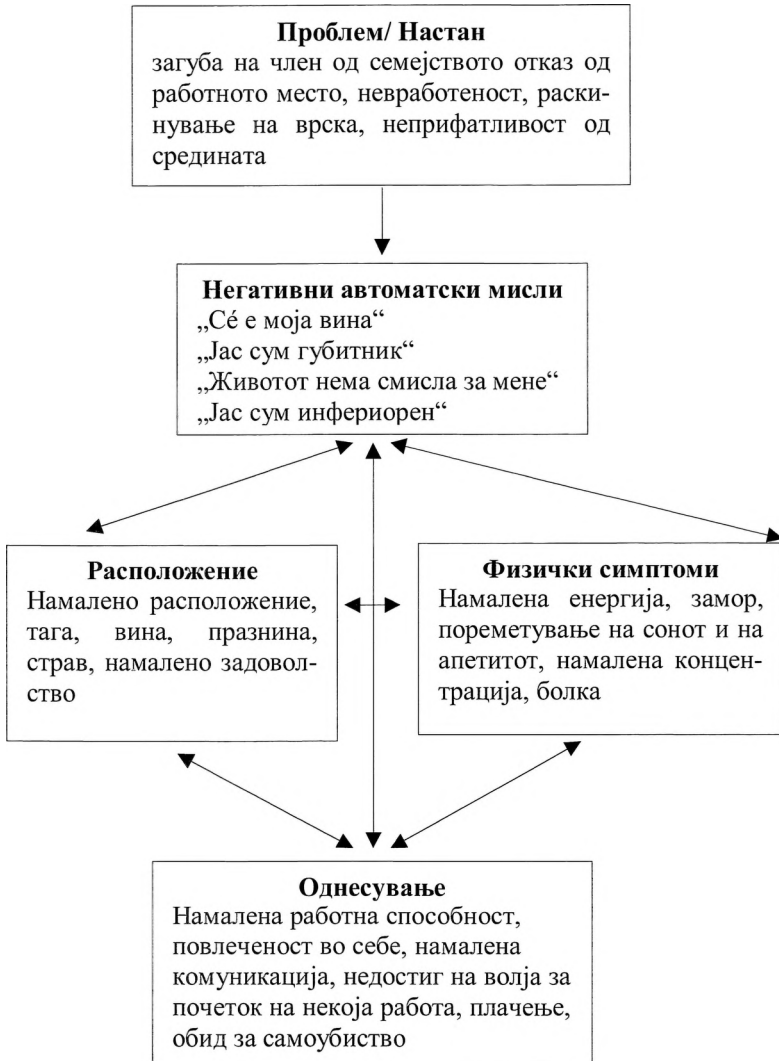 Проблем/ Настан
загуба на член од семејството отказ од
работното место, невработеност, раски-
нување на врска, неприфатливост од
средината
Негативни автоматски мисли
„Сé е моја вина“
„Јас сум губитник“
„Животот нема смисла за мене“
„Јас сум инфериорен“
Расположение
Намалено расположение,
тага, вина, празнина,
страв, намалено задовол-
ство
Физички симптоми
Намалена енергија, замор,
пореметување на сонот и на
апетитот, намалена концен-
трација, болка
Однесување
Намалена работна способност,
повлеченост во себе, намалена
комуникација, недостиг на волја за
почеток на некоја работа, плачење,
обид за самоубиство